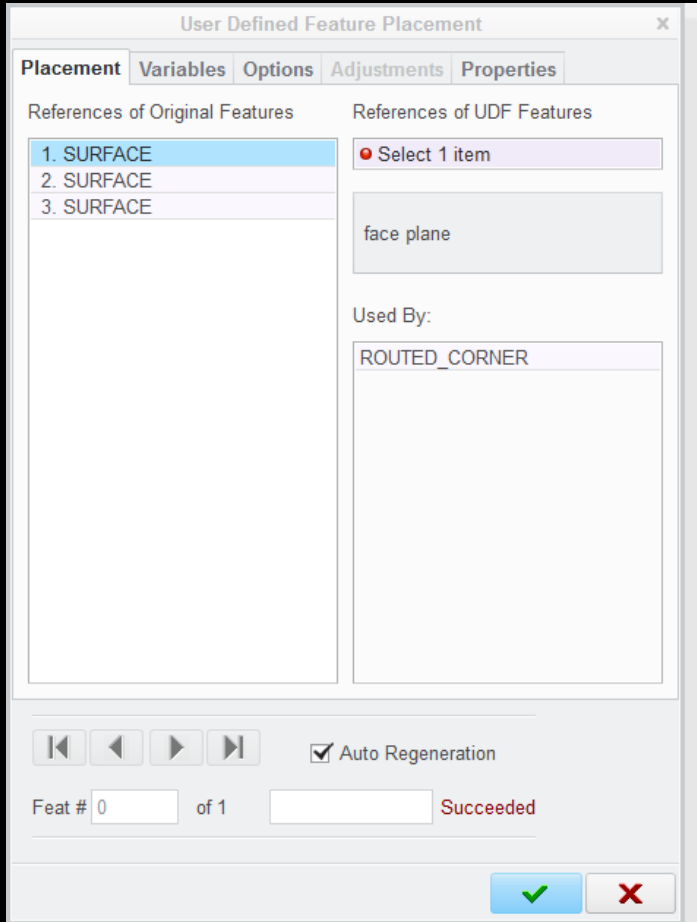 User Defined Feature Placement
Placement Variables Options Adjustments Properties
References of Original Features
1. SURFACE
2. SURFACE
3. SURFACE
References of UDF Features
Select 1 item
face plane
Used By:
ROUTED_CORNER
Auto Regeneration
Feat # 0 of 1 Succeeded